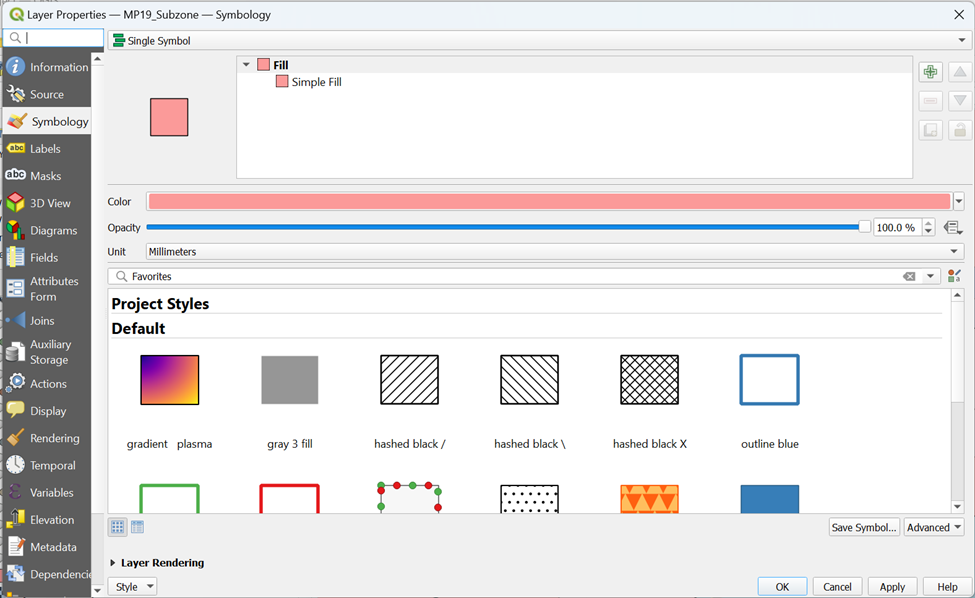 Layer Properties — MP19_Subzone — Symbology
Single Symbol
Information
Source
Symbology
abc Labels
abc Masks
3D View
Diagrams
Fields
Attributes
Form
Joins
Auxiliary
Storage
Actions
Display
Rendering
Temporal
Variables
Elevation
Metadata
Dependencie
Fill
Simple Fill
Color
Opacity
100.0 %
Unit
Millimeters
Favorites
Project Styles
Default
gradient plasma
gray 3 fill
hashed black /
hashed black \
hashed black X
outline blue
Save Symbol...
Advanced
Layer Rendering
Style
OK
Cancel
Apply
Help